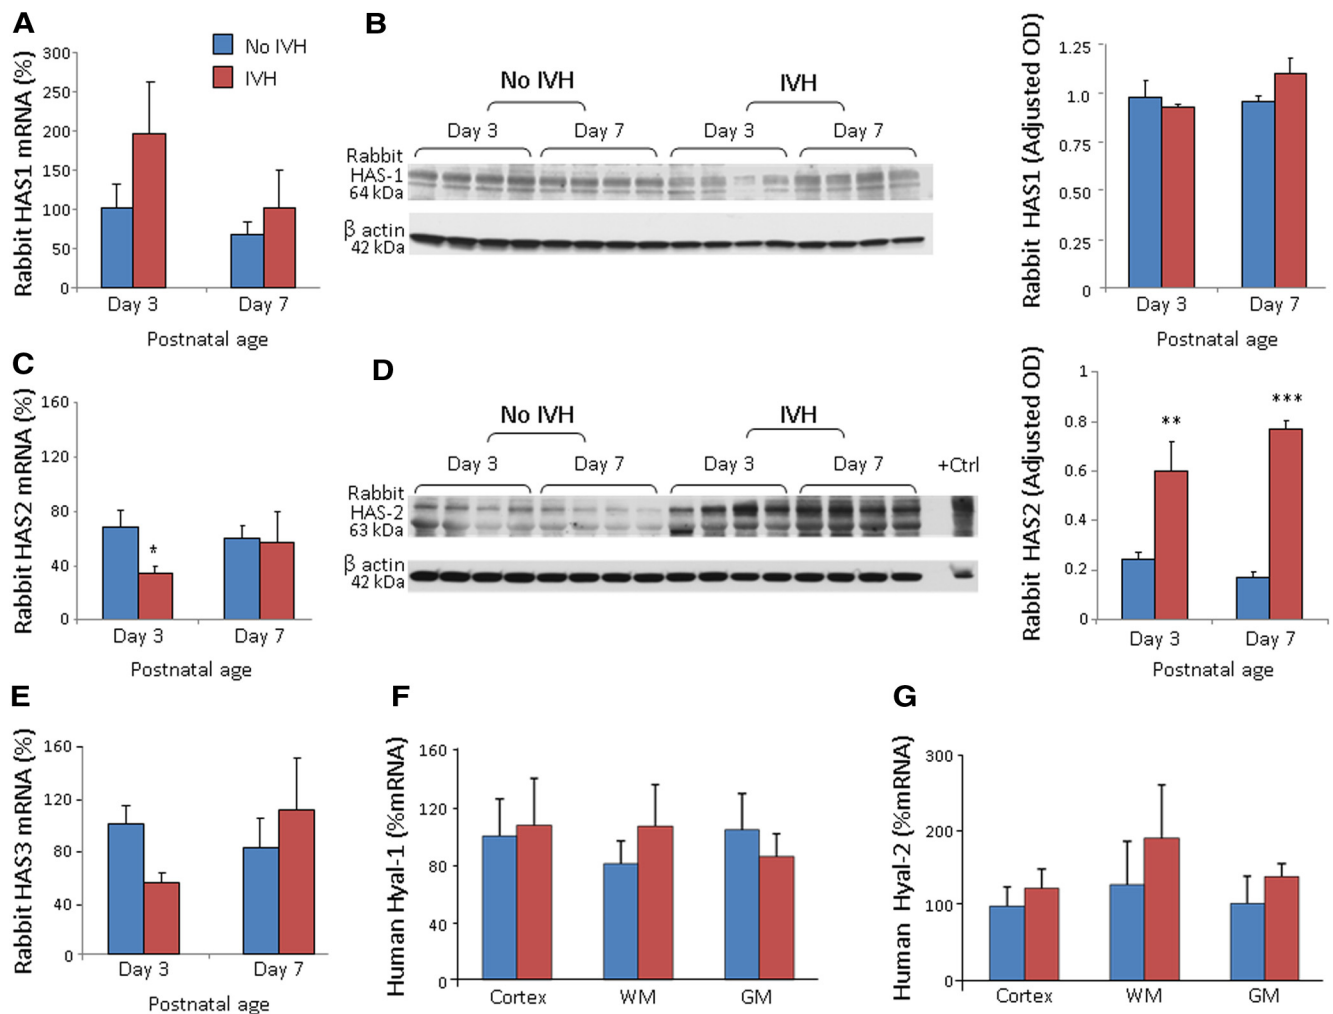 A
Rabbit HAS1 mRNA (%)
300
250
200
150
100
50
0
No IVH
IVH
Day 3
Day 7
Postnatal age
B
No IVH
IVH
Day 3
Day 7
Day 3
Day 7
Rabbit
HAS-1
64 kDa
β actin
42 kDa
Rabbit HAS1 (Adjusted OD)
1.25
1.0
0.75
0.50
0.25
0
Day 3
Day 7
Postnatal age
C
Rabbit HAS2 mRNA (%)
160
120
80
40
0
*
Day 3
Day 7
Postnatal age
D
No IVH
IVH
Day 3
Day 7
Day 3
Day 7
+Ctrl
Rabbit
HAS-2
63 kDa
β actin
42 kDa
Rabbit HAS2 (Adjusted OD)
1
0.8
0.6
0.4
0.2
0
**
***
Day 3
Day 7
Postnatal age
E
Rabbit HAS3 mRNA (%)
160
120
80
40
0
Day 3
Day 7
Postnatal age
F
Human Hyal-1 (%mRNA)
160
120
80
40
0
Cortex
WM
GM
G
Human Hyal-2 (%mRNA)
300
200
100
0
Cortex
WM
GM